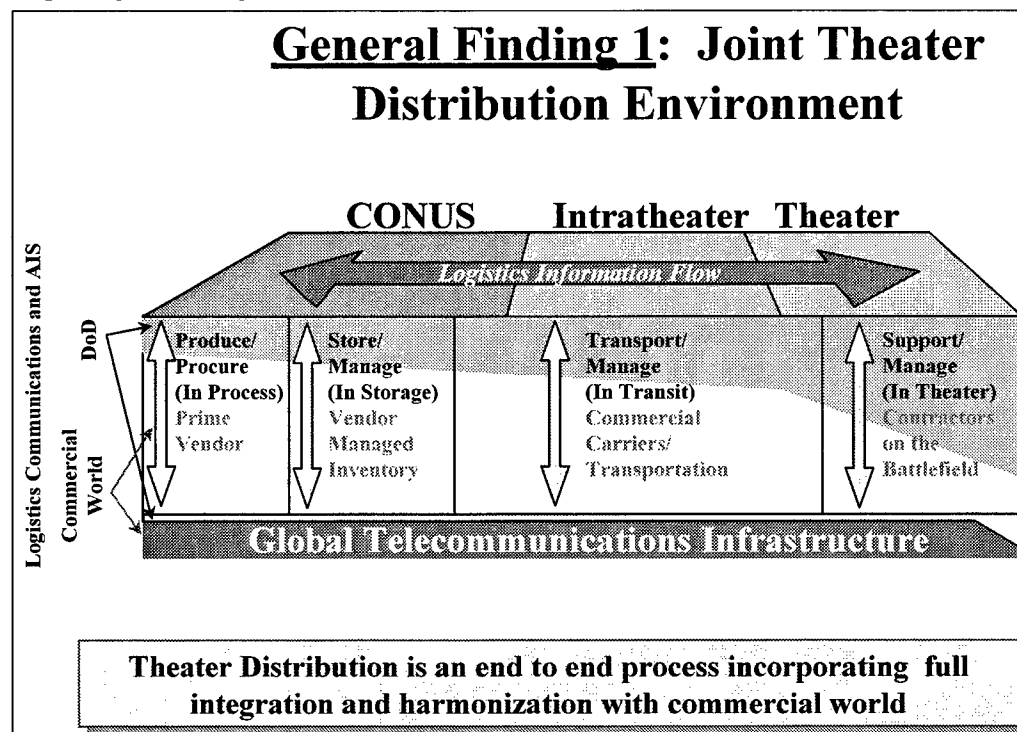 General Finding 1: Joint Theater
Distribution Environment
CONUS Intratheater Theater
Logistics Information Flow
Logistics Communications and AIS
DoD
Commercial
World
Produce/
Procure
(In Process)
Prime
Vendor
Store/
Manage
(In Storage)
Vendor
Managed
Inventory
Transport/
Manage
(In Transit)
Commercial
Carriers/
Transportation
Support/
Manage
(In Theater)
Contractors
on the
Battlefield
Global Telecommunications Infrastructure
Theater Distribution is an end to end process incorporating full
integration and harmonization with commercial world